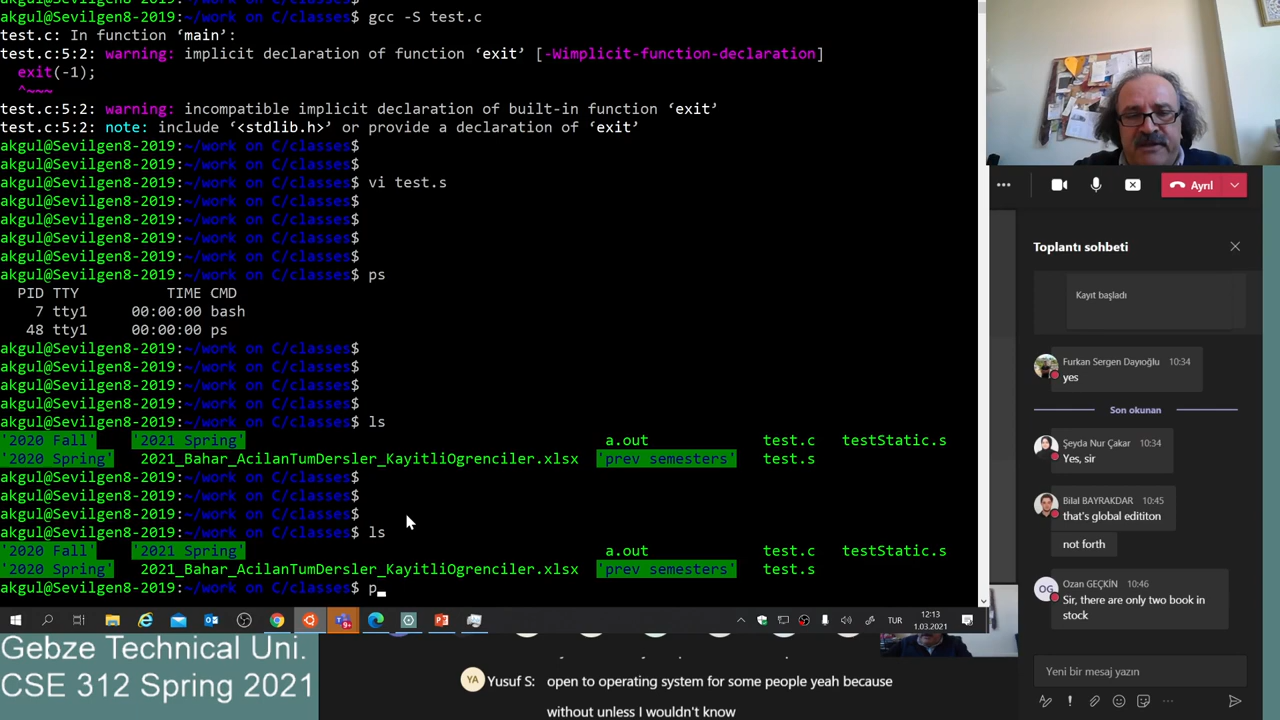 akgul@Sevilgen8-2019:~/work on C/classes$ gcc -S test.c
test.c: In function ‘main’:
test.c:5:2: warning: implicit declaration of function ‘exit’ [-Wimplicit-function-declaration]
exit(-1);
^~~~
test.c:5:2: warning: incompatible implicit declaration of built-in function ‘exit’
test.c:5:2: note: include ‘<stdlib.h>’ or provide a declaration of ‘exit’
akgul@Sevilgen8-2019:~/work on C/classes$
akgul@Sevilgen8-2019:~/work on C/classes$
akgul@Sevilgen8-2019:~/work on C/classes$ vi test.s
akgul@Sevilgen8-2019:~/work on C/classes$
akgul@Sevilgen8-2019:~/work on C/classes$
akgul@Sevilgen8-2019:~/work on C/classes$
akgul@Sevilgen8-2019:~/work on C/classes$
akgul@Sevilgen8-2019:~/work on C/classes$ ps
PID TTY TIME CMD
7 tty1 00:00:00 bash
48 tty1 00:00:00 ps
akgul@Sevilgen8-2019:~/work on C/classes$
akgul@Sevilgen8-2019:~/work on C/classes$
akgul@Sevilgen8-2019:~/work on C/classes$
akgul@Sevilgen8-2019:~/work on C/classes$
akgul@Sevilgen8-2019:~/work on C/classes$ ls
'2020 Fall' '2021 Spring' a.out test.c testStatic.s
'2020 Spring' 2021_Bahar_AcilanTumDersler_KayitliOgrenciler.xlsx 'prev semesters' test.s
akgul@Sevilgen8-2019:~/work on C/classes$
akgul@Sevilgen8-2019:~/work on C/classes$
akgul@Sevilgen8-2019:~/work on C/classes$
akgul@Sevilgen8-2019:~/work on C/classes$ ls
'2020 Fall' '2021 Spring' a.out test.c testStatic.s
'2020 Spring' 2021_Bahar_AcilanTumDersler_KayitliOgrenciler.xlsx 'prev semesters' test.s
akgul@Sevilgen8-2019:~/work on C/classes$ p
Ayrıl
Toplantı sohbeti
Kayıt başladı
Furkan Sergen Dayıoğlu 10:34
yes
Son okunan
Şeyda Nur Çakar 10:34
Yes, sir
Bilal BAYRAKDAR 10:45
that's global edititon
not forth
OG
Ozan GEÇKİN 10:46
Sir, there are only two book in
stock
Yeni bir mesaj yazın
TUR
12:13
1.03.2021
Gebze Technical Uni.
CSE 312 Spring 2021
YA Yusuf S: open to operating system for some people yeah because
without unless I wouldn't know